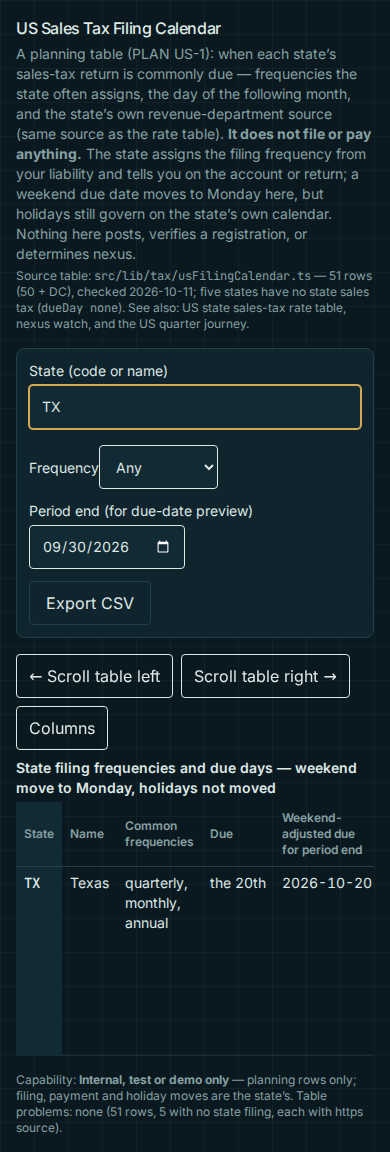 US Sales Tax Filing Calendar
A planning table (PLAN US-1): when each state's
sales-tax return is commonly due — frequencies the
state often assigns, the day of the following month,
and the state's own revenue-department source
(same source as the rate table). It does not file or pay
anything. The state assigns the filing frequency from
your liability and tells you on the account or return; a
weekend due date moves to Monday here, but
holidays still govern on the state's own calendar.
Nothing here posts, verifies a registration, or
determines nexus.
Source table: src/lib/tax/usFilingCalendar.ts — 51 rows
(50 + DC), checked 2026-10-11; five states have no state sales
tax (dueDay none). See also: US state sales-tax rate table,
nexus watch, and the US quarter journey.
State (code or name)
TX
Frequency Any
Period end (for due-date preview)
09/30/2026
Export CSV
← Scroll table left Scroll table right →
Columns
State filing frequencies and due days — weekend
move to Monday, holidays not moved
State Name Common frequencies Due Weekend-adjusted due for period end
TX Texas quarterly, the 20th 2026-10-20
monthly,
annual
Capability: Internal, test or demo only — planning rows only;
filing, payment and holiday moves are the state's. Table
problems: none (51 rows, 5 with no state filing, each with https
source).